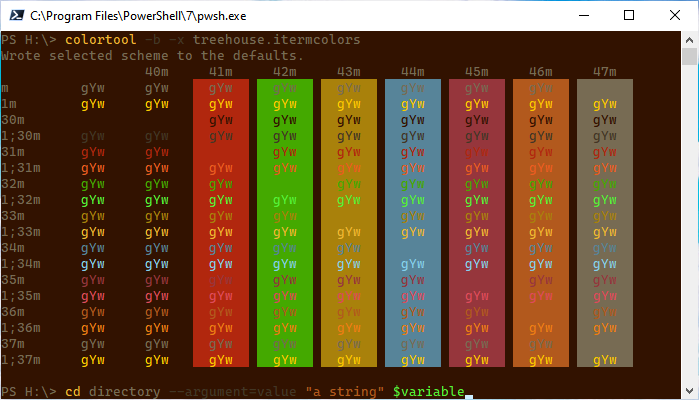 C:\Program Files\PowerShell\7\pwsh.exe
PS H:\> colortool -b -x treehouse.itermcolors
Wrote selected scheme to the defaults.
40m 41m 42m 43m 44m 45m 46m 47m
m gYw gYw gYw gYw gYw gYw gYw gYw
1m gYw gYw gYw gYw gYw gYw gYw gYw gYw
30m gYw gYw gYw gYw gYw gYw gYw
1;30m gYw gYw gYw gYw gYw gYw gYw gYw gYw
31m gYw gYw gYw gYw gYw gYw gYw gYw
1;31m gYw gYw gYw gYw gYw gYw gYw gYw gYw
32m gYw gYw gYw gYw gYw gYw gYw gYw
1;32m gYw gYw gYw gYw gYw gYw gYw gYw gYw
33m gYw gYw gYw gYw gYw gYw gYw gYw
1;33m gYw gYw gYw gYw gYw gYw gYw gYw gYw
34m gYw gYw gYw gYw gYw gYw gYw gYw
1;34m gYw gYw gYw gYw gYw gYw gYw gYw gYw
35m gYw gYw gYw gYw gYw gYw gYw gYw
1;35m gYw gYw gYw gYw gYw gYw gYw gYw gYw
36m gYw gYw gYw gYw gYw gYw gYw gYw
1;36m gYw gYw gYw gYw gYw gYw gYw gYw gYw
37m gYw gYw gYw gYw gYw gYw gYw gYw
1;37m gYw gYw gYw gYw gYw gYw gYw gYw gYw
PS H:\> cd directory --argument=value "a string" $variable